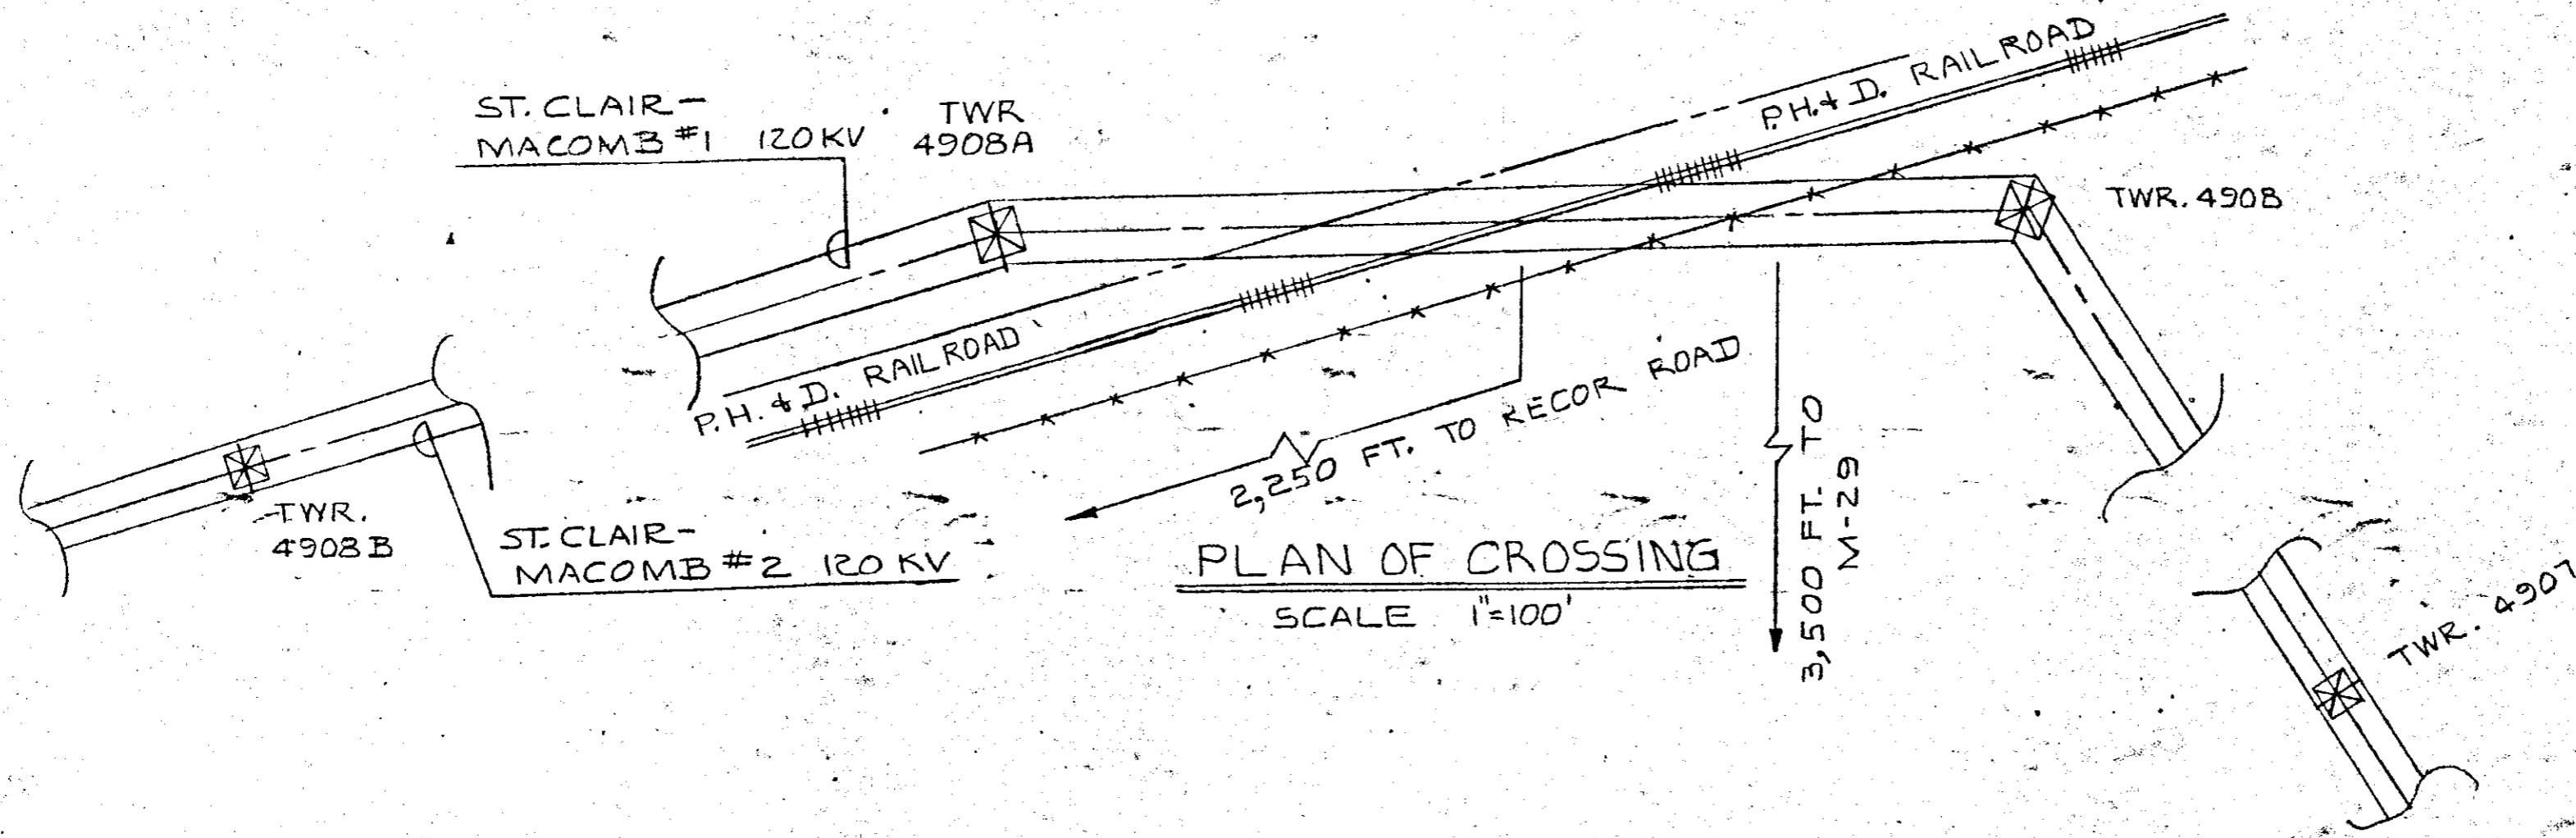 ST. CLAIR-
MACOMB #1 120 KV
TWR
4908A
P.H. & D. RAILROAD
TWR. 4908
P.H. & D. RAILROAD
2,250 FT. TO RECOR ROAD
3,500 FT. TO
M-29
TWR.
4908B
ST. CLAIR-
MACOMB #2 120 KV
PLAN OF CROSSING
SCALE 1"=100'
TWR. 4907